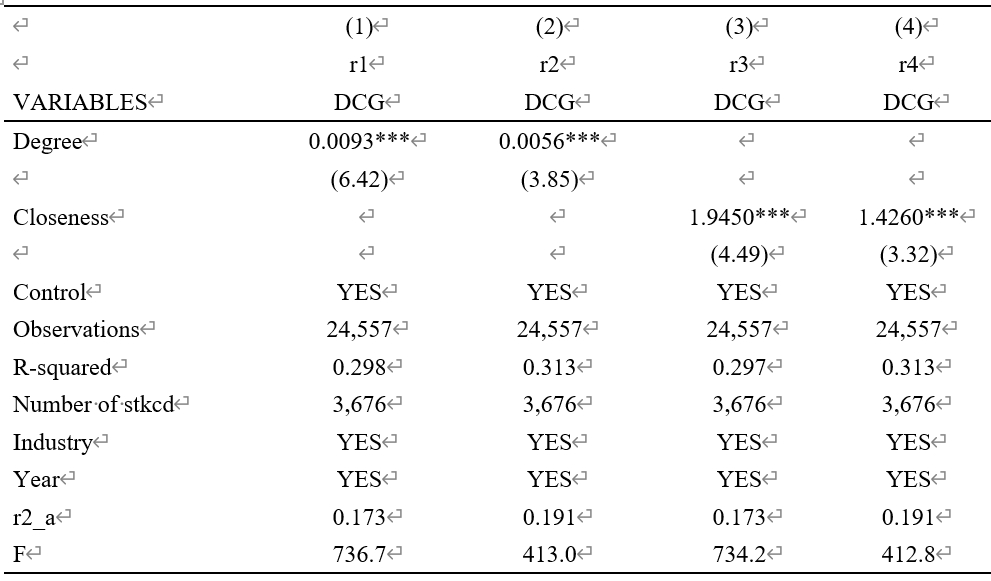 (1) (2) (3) (4)
r1 r2 r3 r4
VARIABLES DCG DCG DCG DCG
Degree 0.0093*** 0.0056***
(6.42) (3.85)
Closeness 1.9450*** 1.4260***
(4.49) (3.32)
Control YES YES YES YES
Observations 24,557 24,557 24,557 24,557
R-squared 0.298 0.313 0.297 0.313
Number of stkcd 3,676 3,676 3,676 3,676
Industry YES YES YES YES
Year YES YES YES YES
r2_a 0.173 0.191 0.173 0.191
F 736.7 413.0 734.2 412.8